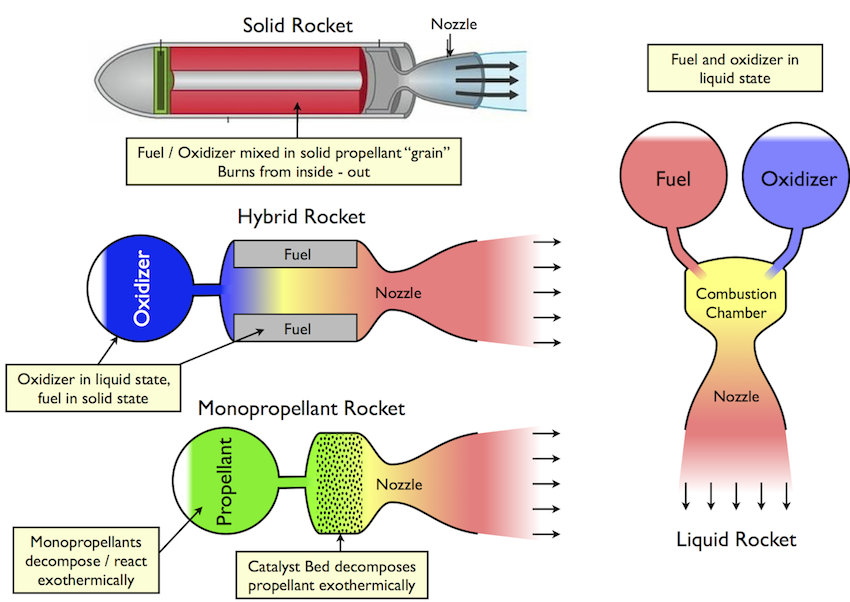 Solid Rocket
Nozzle
Fuel / Oxidizer mixed in solid propellant “grain”
Burns from inside - out
Hybrid Rocket
Oxidizer
Fuel
Fuel
Nozzle
Oxidizer in liquid state,
fuel in solid state
Monopropellant Rocket
Propellant
Nozzle
Monopropellants
decompose / react
exothermically
Catalyst Bed decomposes
propellant exothermically
Fuel and oxidizer in
liquid state
Fuel
Oxidizer
Combustion
Chamber
Nozzle
Liquid Rocket